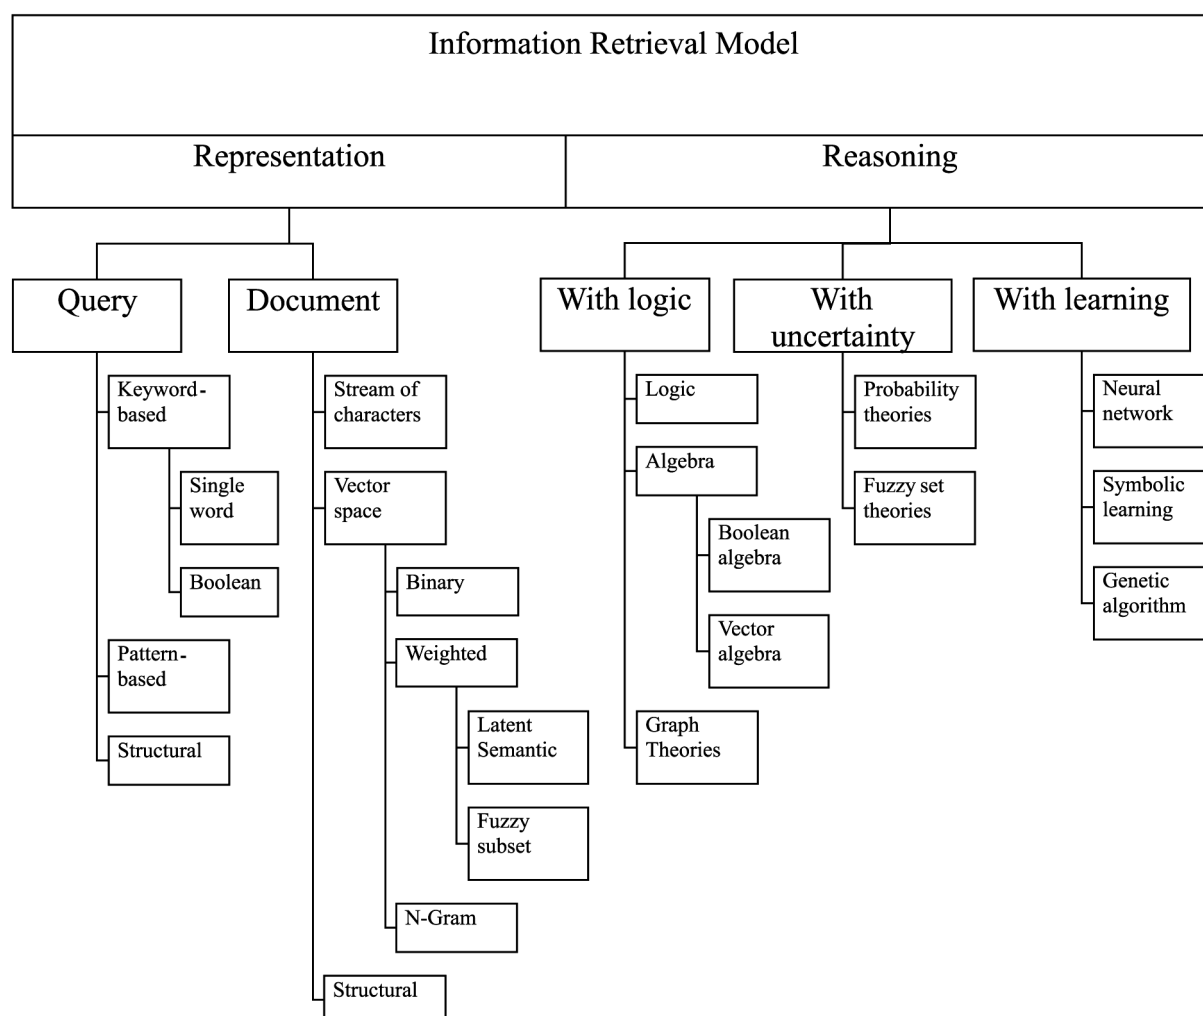 Information Retrieval Model
Representation
Reasoning
Query
Keyword-
based
Single
word
Boolean
Pattern-
based
Structural
Document
Stream of
characters
Vector
space
Binary
Weighted
Latent
Semantic
Fuzzy
subset
N-Gram
Structural
With logic
Logic
Algebra
Boolean
algebra
Vector
algebra
Graph
Theories
With
uncertainty
Probability
theories
Fuzzy set
theories
With learning
Neural
network
Symbolic
learning
Genetic
algorithm